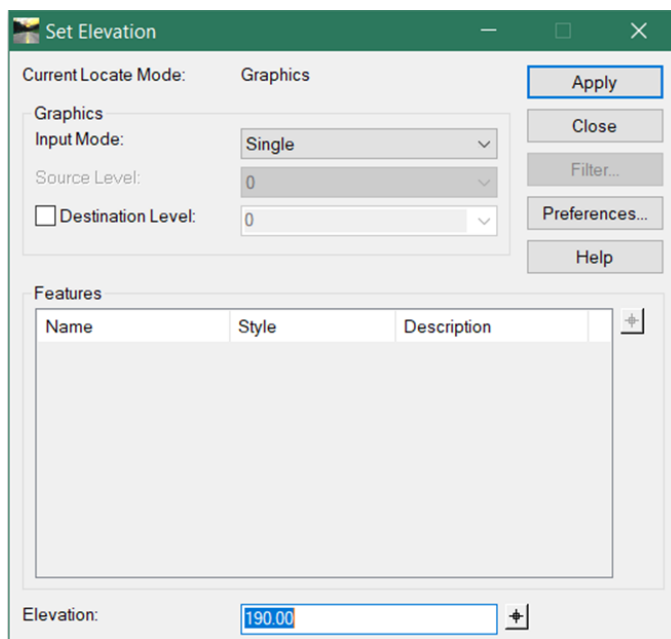 Set Elevation
Current Locate Mode: Graphics
Apply
Graphics
Close
Input Mode: Single
Filter...
Source Level: 0
Destination Level: 0
Preferences...
Help
Features
Name Style Description
Elevation: 190.00